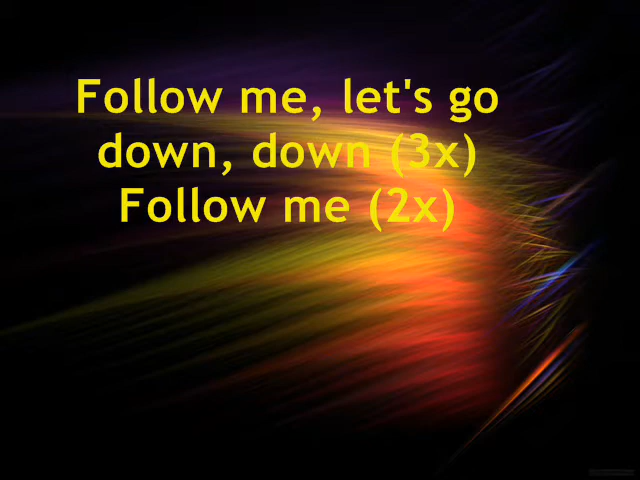 Follow me, let's go
down, down (3x)
Follow me (2x)